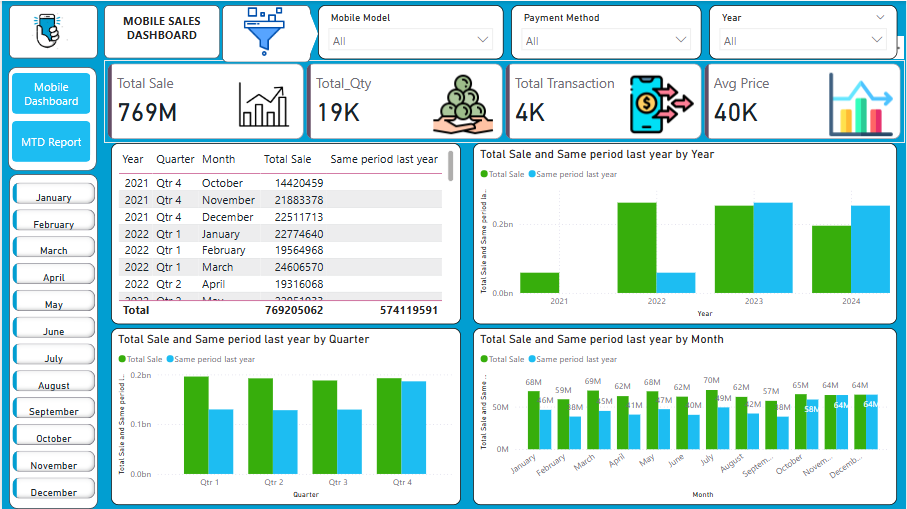 MOBILE SALES
DASHBOARD
Mobile Model
All
Payment Method
All
Year
All
Mobile
Dashboard
MTD Report
Total Sale
769M
Total_Qty
19K
Total Transaction
4K
Avg Price
40K
January
February
March
April
May
June
July
August
September
October
November
December
Year Quarter Month Total Sale Same period last year
2021 Qtr 4 October 14420459
2021 Qtr 4 November 21883378
2021 Qtr 4 December 22511713
2022 Qtr 1 January 22774640
2022 Qtr 1 February 19564968
2022 Qtr 1 March 24606570
2022 Qtr 2 April 19316068
Total 769205062 574119591
Total Sale and Same period last year by Year
Total Sale Same period last year
Total Sale and Same period la...
0.2bn
0.0bn
2021 2022 2023 2024
Year
Total Sale and Same period last year by Quarter
Total Sale Same period last year
Total Sale and Same period l...
0.2bn
0.1bn
0.0bn
Qtr 1 Qtr 2 Qtr 3 Qtr 4
Quarter
Total Sale and Same period last year by Month
Total Sale Same period last year
Total Sale and Same ...
50M
0M
68M 59M 69M 62M 68M 62M 70M 62M 57M 65M 64M 64M
46M 45M 47M 40M 49M 58M 64M 64M
January February March April May June July August Septem... October Novem... Decemb...
Month